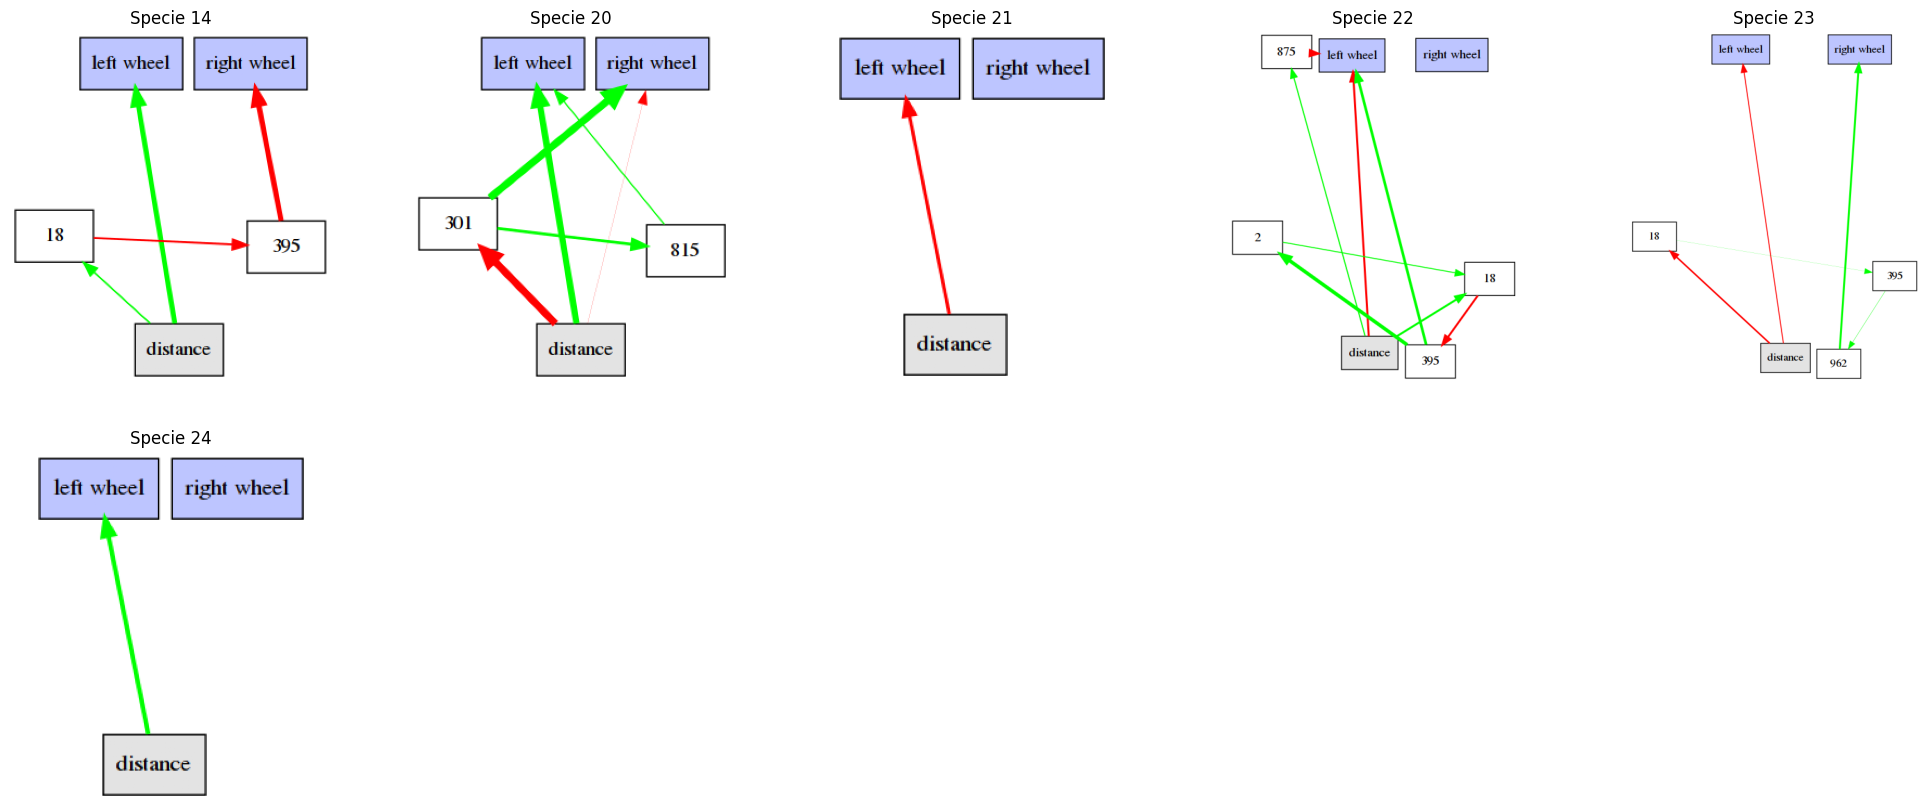 Specie 14
left wheel
right wheel
18
395
distance
Specie 20
left wheel
right wheel
301
815
distance
Specie 21
left wheel
right wheel
distance
Specie 22
875
left wheel
right wheel
2
18
distance
395
Specie 23
left wheel
right wheel
18
395
distance
962
Specie 24
left wheel
right wheel
distance